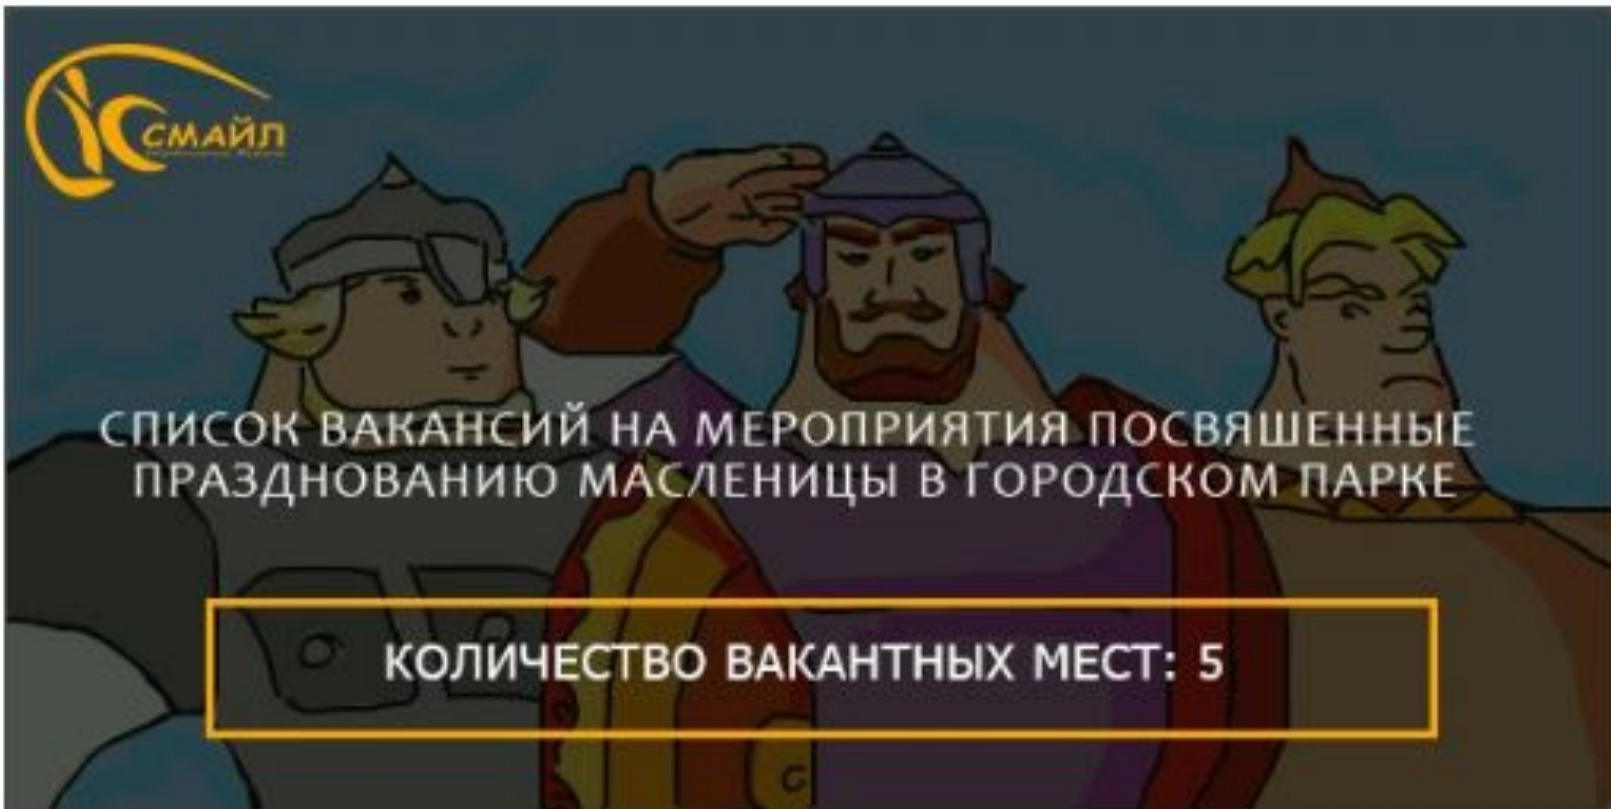 СМАЙЛ
СПИСОК ВАКАНСИЙ НА МЕРОПРИЯТИЯ ПОСВЯШЕННЫЕ
ПРАЗДНОВАНИЮ МАСЛЕНИЦЫ В ГОРОДСКОМ ПАРКЕ
КОЛИЧЕСТВО ВАКАНТНЫХ МЕСТ: 5